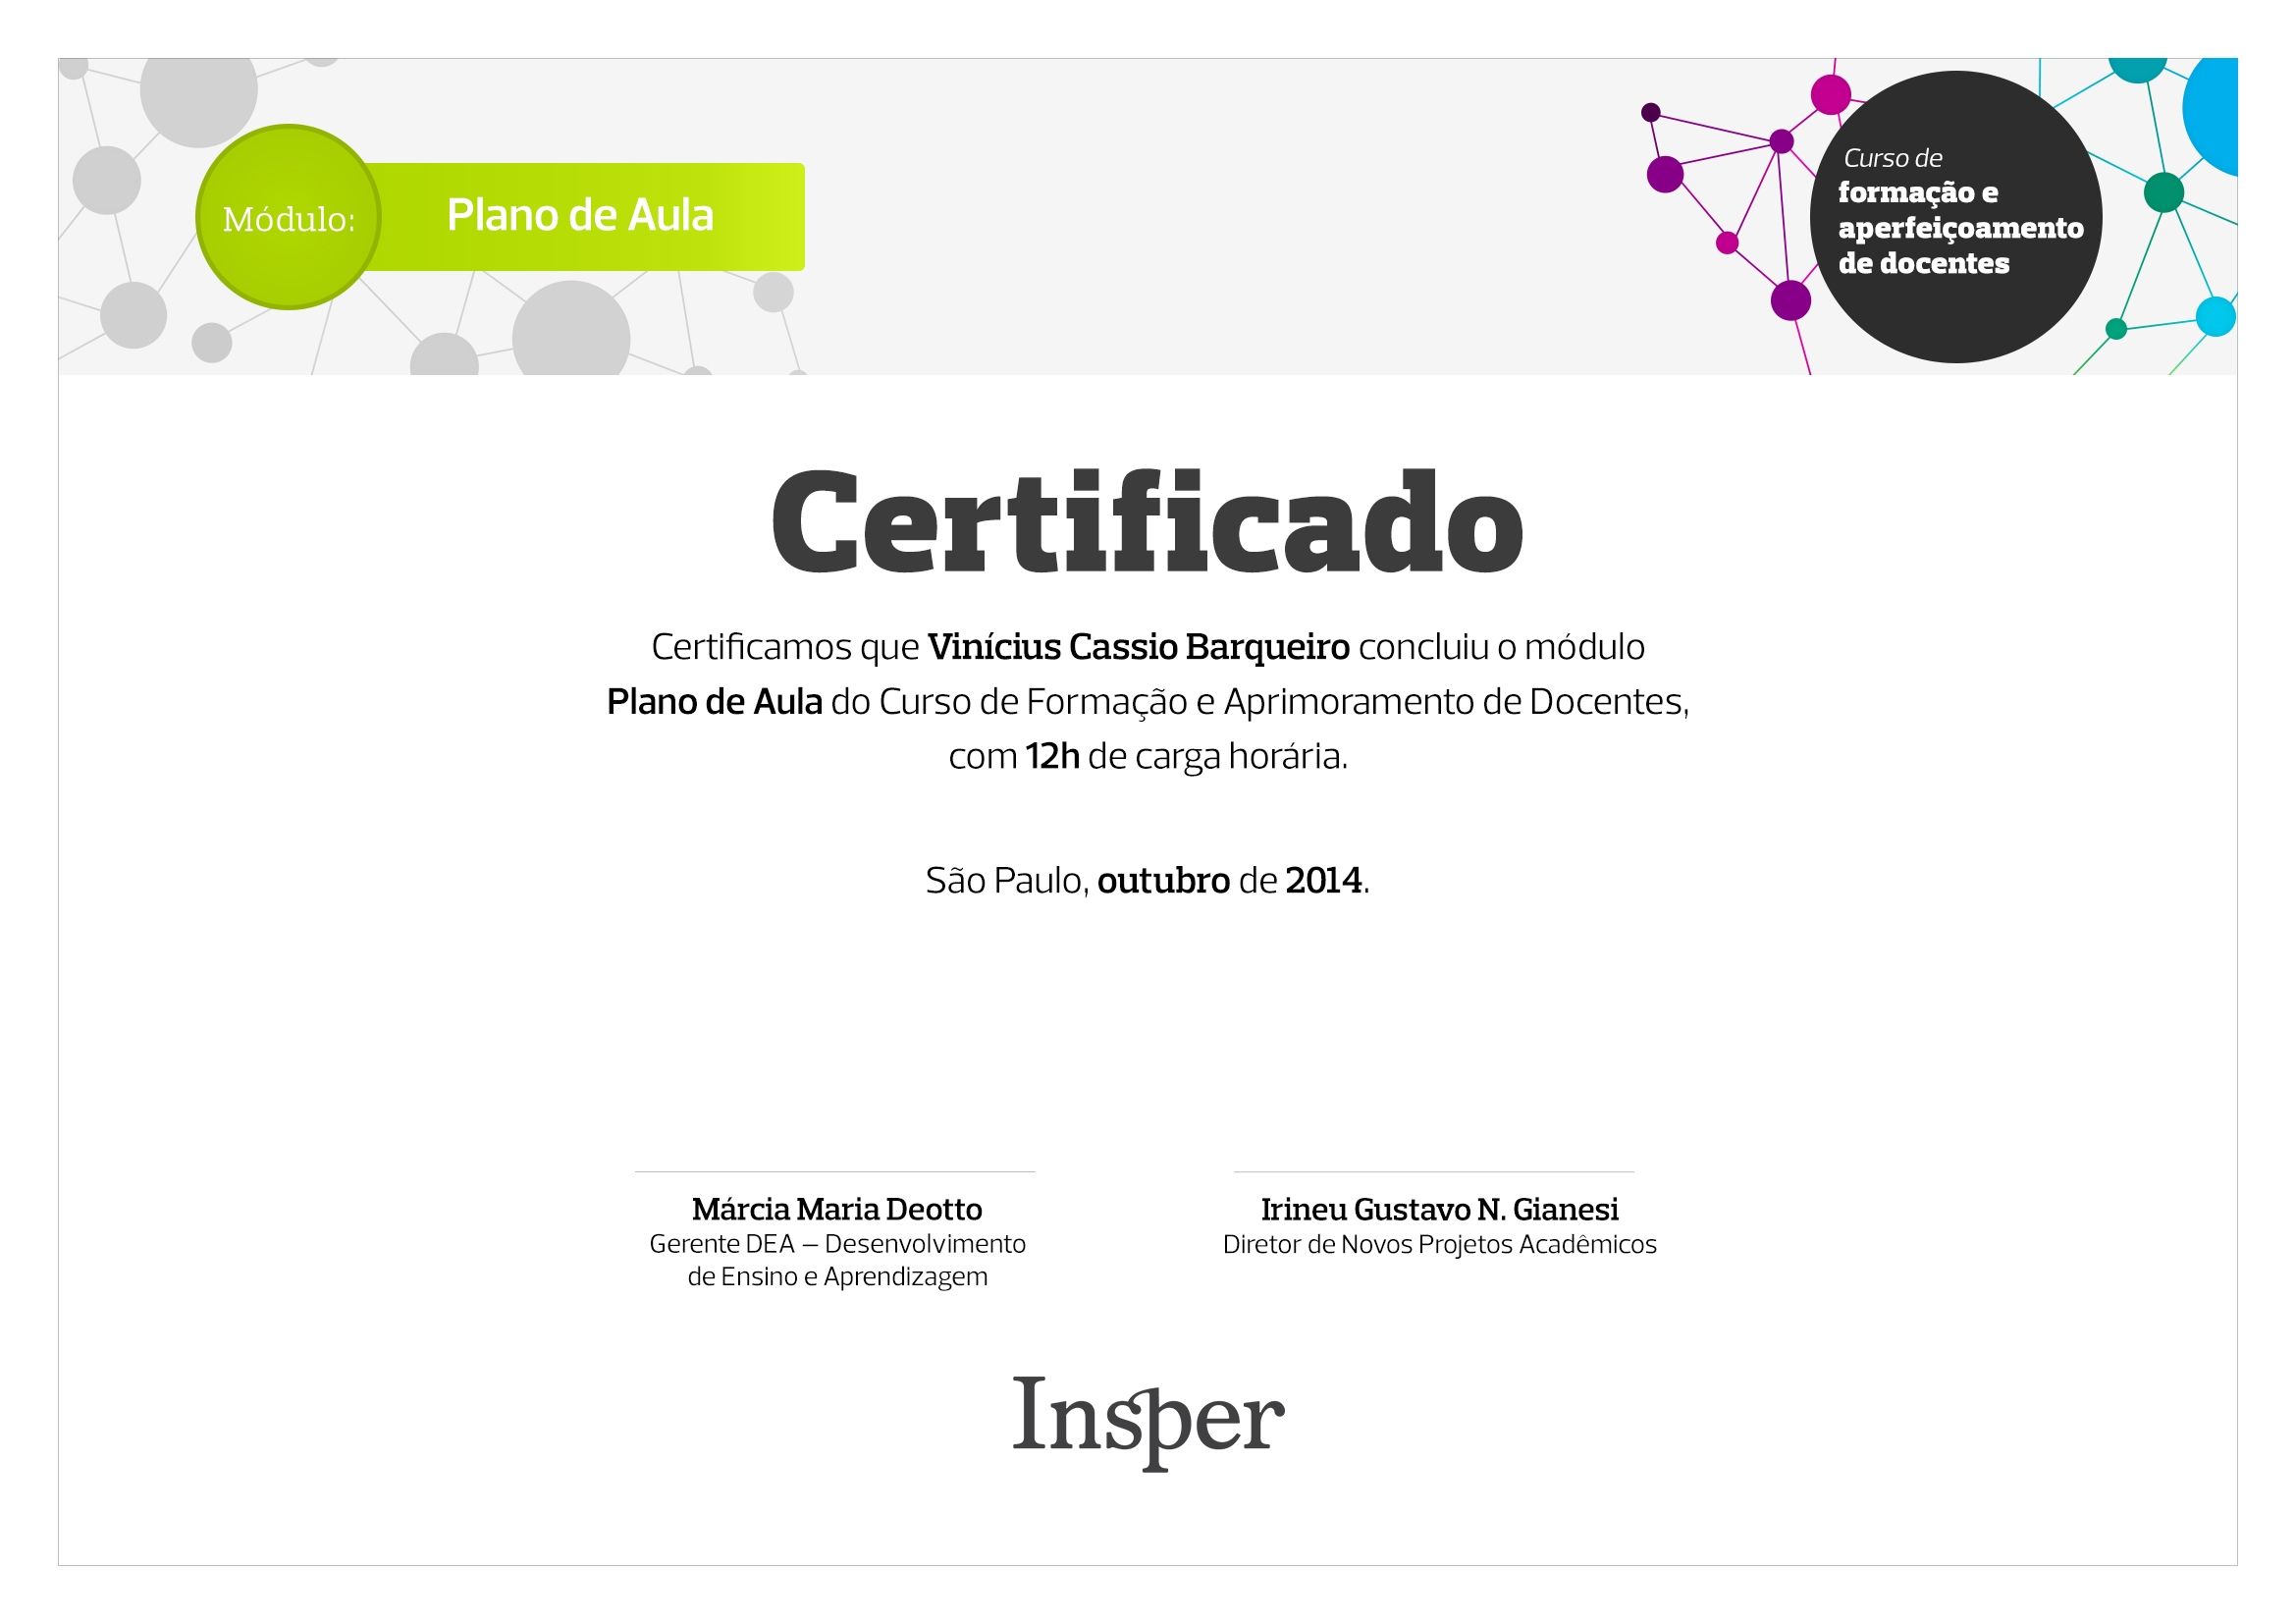 Módulo:
Plano de Aula
Curso de
formação e
aperfeiçoamento
de docentes
Certificado
Certificamos que Vinícius Cassio Barqueiro concluiu o módulo
Plano de Aula do Curso de Formação e Aprimoramento de Docentes,
com 12h de carga horária.
São Paulo, outubro de 2014.
Márcia Maria Deotto
Gerente DEA – Desenvolvimento
de Ensino e Aprendizagem
Irineu Gustavo N. Gianesi
Diretor de Novos Projetos Acadêmicos
Insper